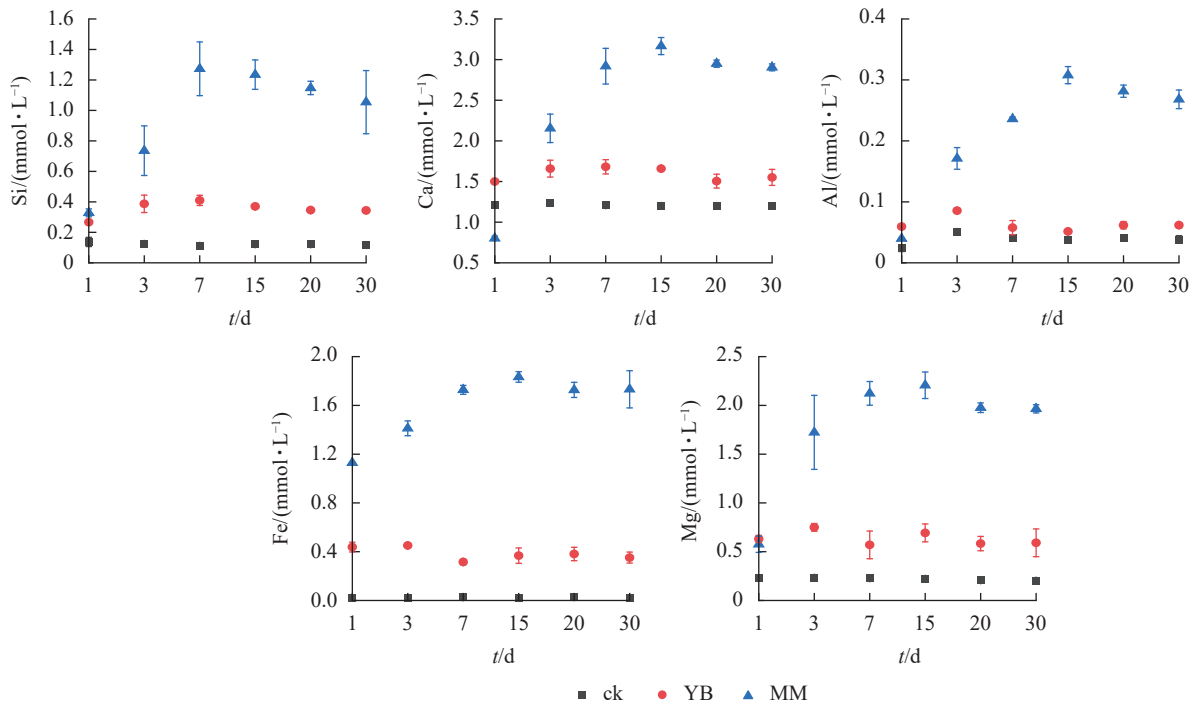 Si/(mmol·L⁻¹)
1.6
1.4
1.2
1.0
0.8
0.6
0.4
0.2
0
1 3 7 15 20 30
t/d
Ca/(mmol·L⁻¹)
3.5
3.0
2.5
2.0
1.5
1.0
0.5
1 3 7 15 20 30
t/d
Al/(mmol·L⁻¹)
0.4
0.3
0.2
0.1
0
1 3 7 15 20 30
t/d
Fe/(mmol·L⁻¹)
2.0
1.6
1.2
0.8
0.4
0.0
1 3 7 15 20 30
t/d
Mg/(mmol·L⁻¹)
2.5
2.0
1.5
1.0
0.5
0
1 3 7 15 20 30
t/d
ck YB MM